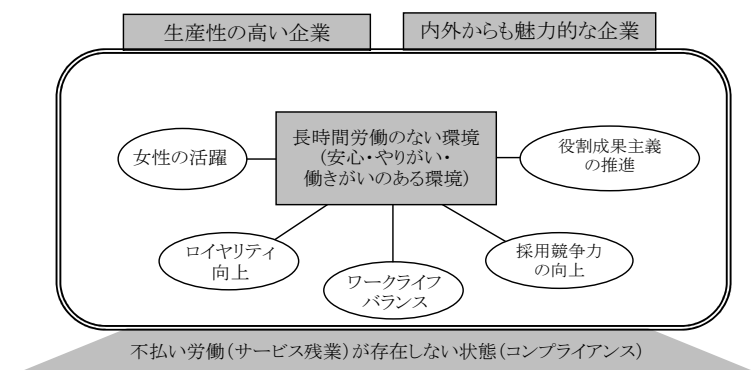 生産性の高い企業
内外からも魅力的な企業
長時間労働のない環境
(安心・やりがい・
働きがいのある環境)
女性の活躍
役割成果主義
の推進
ロイヤリティ
向上
ワークライフ
バランス
採用競争力
の向上
不払い労働(サービス残業)が存在しない状態(コンプライアンス)